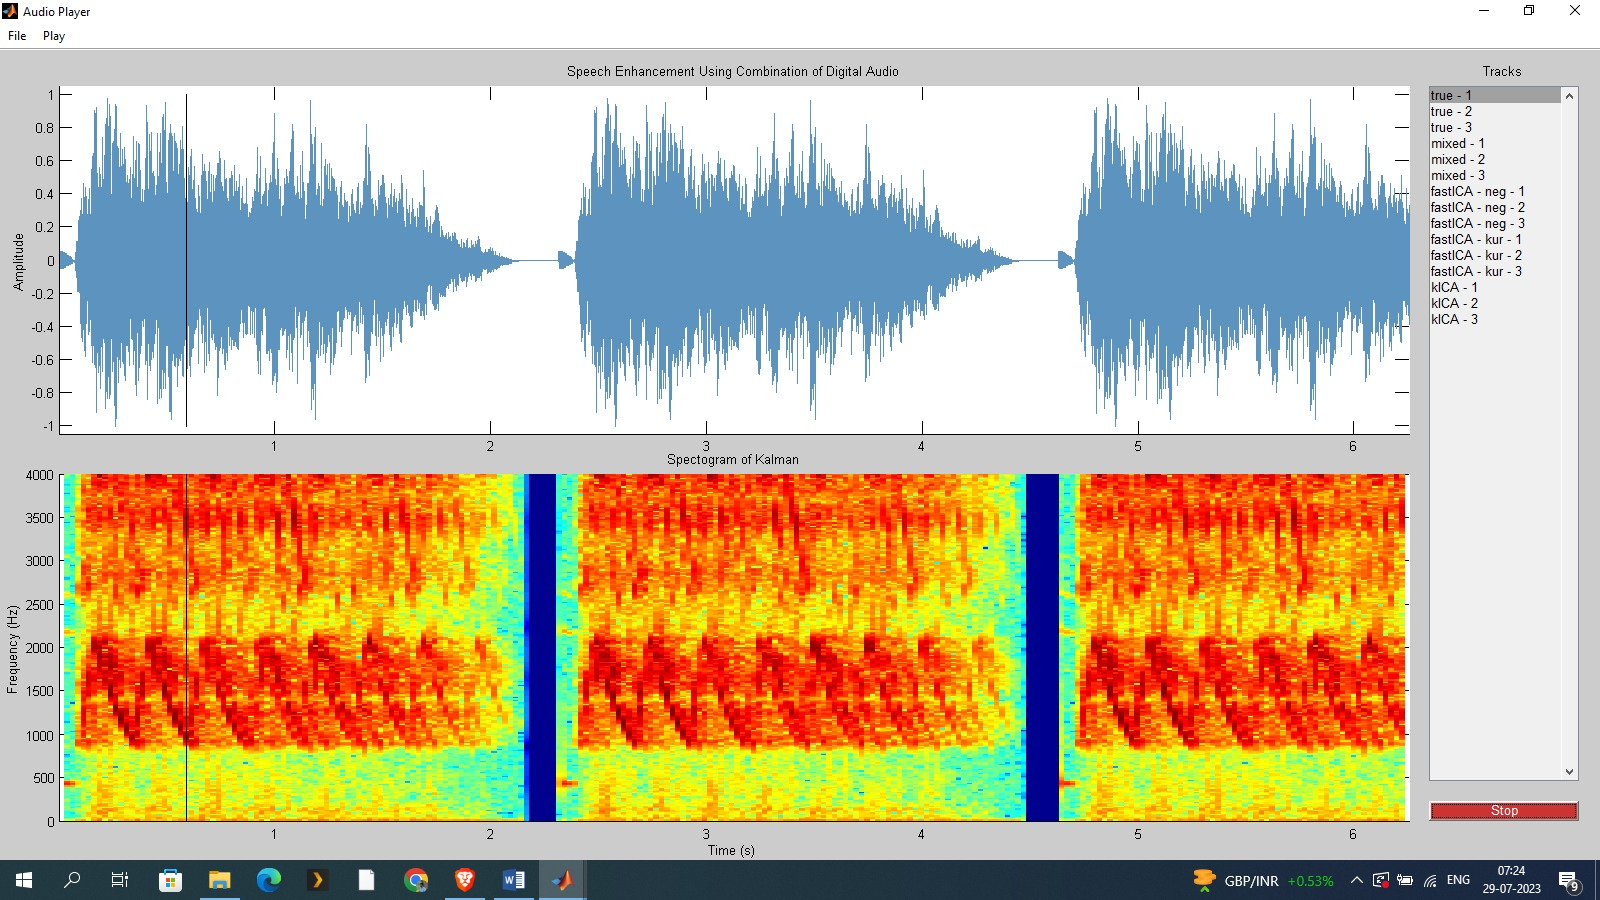 Audio Player
File Play
Speech Enhancement Using Combination of Digital Audio
Tracks
1
0.8
0.6
0.4
0.2
0
-0.2
-0.4
-0.6
-0.8
-1
Amplitude
1 2 3 4 5 6
true - 1
true - 2
true - 3
mixed - 1
mixed - 2
mixed - 3
fastICA - neg - 1
fastICA - neg - 2
fastICA - neg - 3
fastICA - kur - 1
fastICA - kur - 2
fastICA - kur - 3
kICA - 1
kICA - 2
kICA - 3
Spectogram of Kalman
4000
3500
3000
2500
2000
1500
1000
500
0
Frequency (Hz)
1 2 3 4 5 6
Time (s)
Stop
GBP/INR +0.53%
ENG
07:24
29-07-2023
9